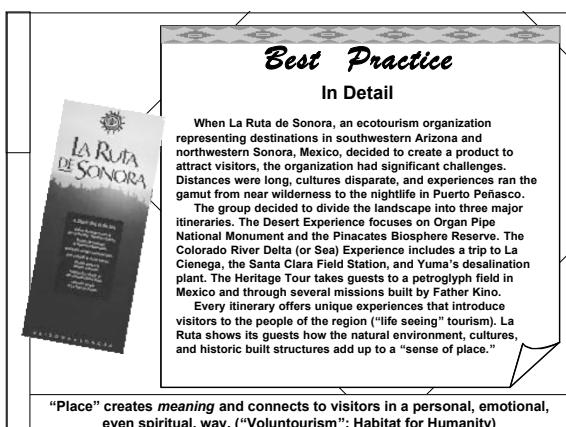 Best Practice
In Detail
LA RUTA
DE SONORA
When La Ruta de Sonora, an ecotourism organization
representing destinations in southwestern Arizona and
northwestern Sonora, Mexico, decided to create a product to
attract visitors, the organization had significant challenges.
Distances were long, cultures disparate, and experiences ran the
gamut from near wilderness to the nightlife in Puerto Peñasco.
The group decided to divide the landscape into three major
itineraries. The Desert Experience focuses on Organ Pipe
National Monument and the Pinacates Biosphere Reserve. The
Colorado River Delta (or Sea) Experience includes a trip to La
Cienega, the Santa Clara Field Station, and Yuma's desalination
plant. The Heritage Tour takes guests to a petroglyph field in
Mexico and through several missions built by Father Kino.
Every itinerary offers unique experiences that introduce
visitors to the people of the region ("life seeing" tourism). La
Ruta shows its guests how the natural environment, cultures,
and historic built structures add up to a "sense of place."
"Place" creates meaning and connects to visitors in a personal, emotional,
even spiritual, way. ("Voluntourism": Habitat for Humanity)